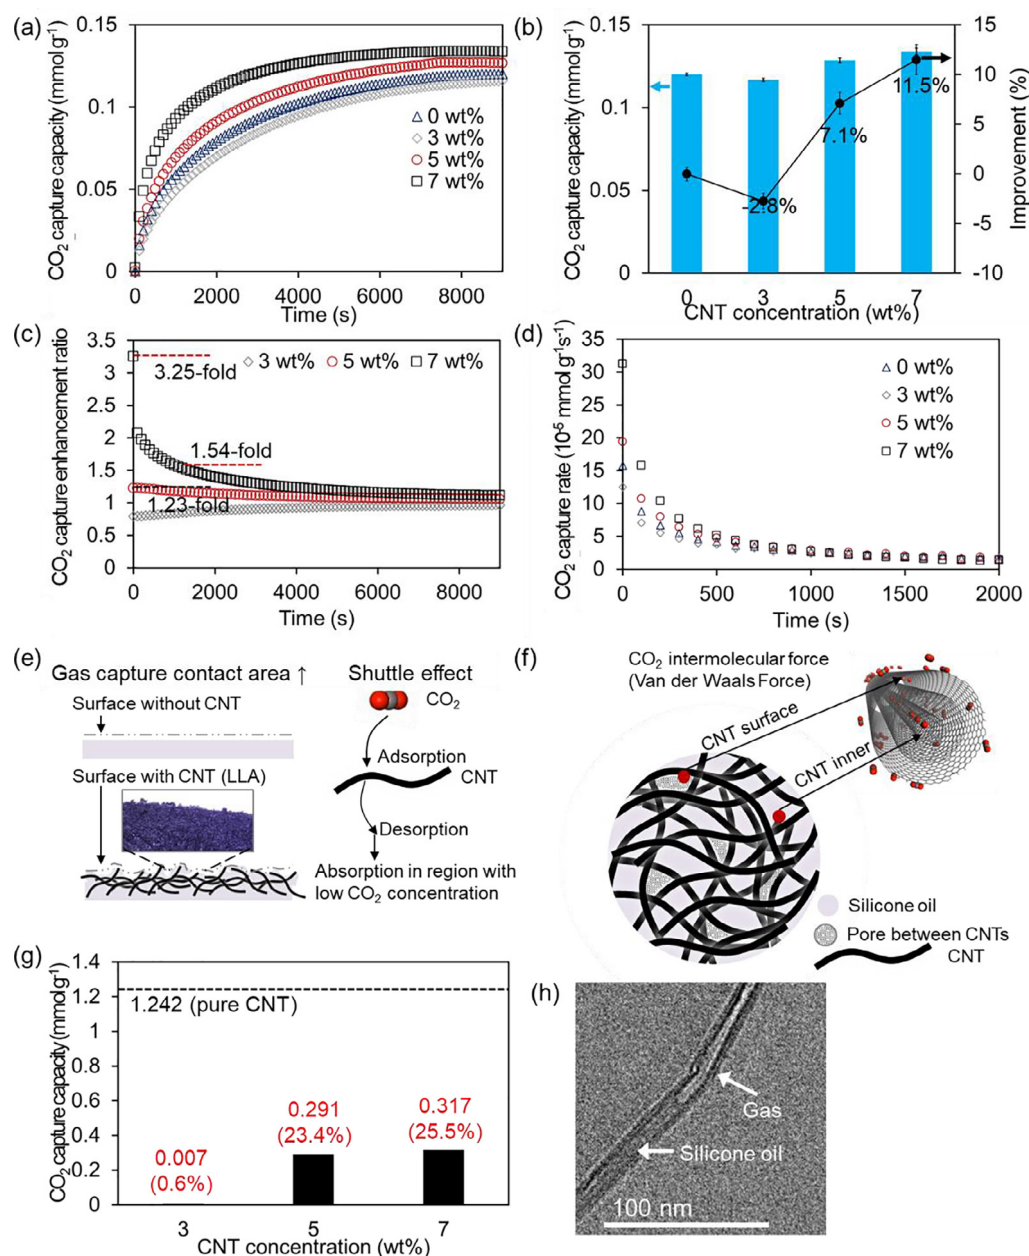 (a)
CO2 capture capacity (mmol g-1)
0.15
0.1
0.05
0
0 wt%
3 wt%
5 wt%
7 wt%
0 2000 4000 6000 8000
Time (s)
(b)
CO2 capture capacity (mmol g-1)
0.15
0.1
0.05
0
-2.8%
7.1%
11.5%
15
10
5
0
-5
-10
Improvement (%)
0 3 5 7
CNT concentration (wt%)
(c)
CO2 capture enhancement ratio
3.5
3
2.5
2
1.5
1
0.5
0
3 wt% 5 wt% 7 wt%
3.25-fold
1.54-fold
1.23-fold
0 2000 4000 6000 8000
Time (s)
(d)
CO2 capture rate (10-5 mmol g-1s-1)
35
30
25
20
15
10
5
0
0 wt%
3 wt%
5 wt%
7 wt%
0 500 1000 1500 2000
Time (s)
(e)
Gas capture contact area ↑
Surface without CNT
Surface with CNT (LLA)
Shuttle effect
CO2
Adsorption
CNT
Desorption
Absorption in region with
low CO2 concentration
(f)
CO2 intermolecular force
(Van der Waals Force)
CNT surface
CNT inner
Silicone oil
Pore between CNTs
CNT
(g)
CO2 capture capacity (mmol g-1)
1.4
1.2
1
0.8
0.6
0.4
0.2
0
1.242 (pure CNT)
0.007
(0.6%)
0.291
(23.4%)
0.317
(25.5%)
3 5 7
CNT concentration (wt%)
(h)
Gas
Silicone oil
100 nm